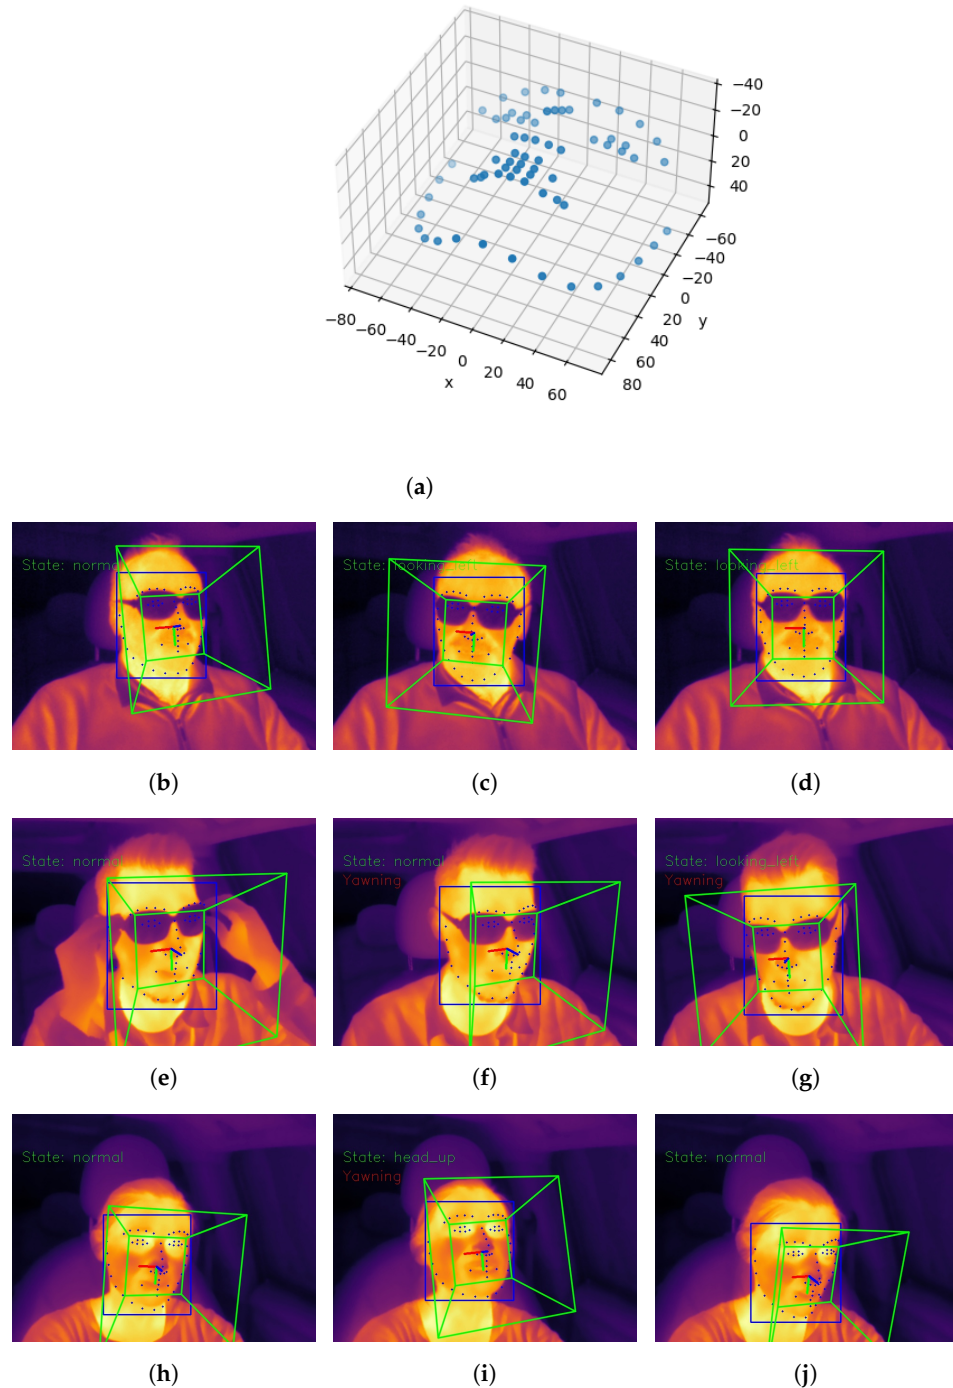 −40
−20
0
20
40
−60
−40
−20
0
20
40
60
80
y
−80
−60
−40
−20
0
20
40
60
x
(a)
State: normal
State: looking_left
State: looking_left
(b)
(c)
(d)
State: normal
State: normal
State: looking_left
Yawning
Yawning
(e)
(f)
(g)
State: normal
State: head_up
State: normal
Yawning
(h)
(i)
(j)